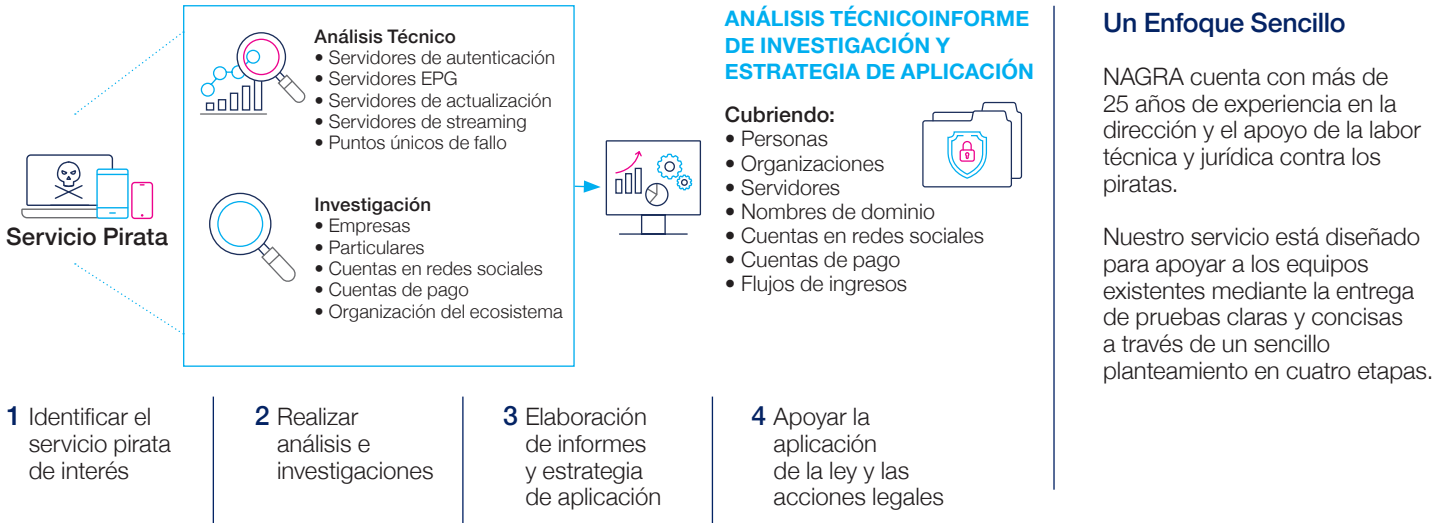 Servicio Pirata
Análisis Técnico
• Servidores de autenticación
• Servidores EPG
• Servidores de actualización
• Servidores de streaming
• Puntos únicos de fallo
Investigación
• Empresas
• Particulares
• Cuentas en redes sociales
• Cuentas de pago
• Organización del ecosistema
ANÁLISIS TÉCNICOINFORME
DE INVESTIGACIÓN Y
ESTRATEGIA DE APLICACIÓN
Cubriendo:
• Personas
• Organizaciones
• Servidores
• Nombres de dominio
• Cuentas en redes sociales
• Cuentas de pago
• Flujos de ingresos
Un Enfoque Sencillo
NAGRA cuenta con más de
25 años de experiencia en la
dirección y el apoyo de la labor
técnica y jurídica contra los
piratas.
Nuestro servicio está diseñado
para apoyar a los equipos
existentes mediante la entrega
de pruebas claras y concisas
a través de un sencillo
planteamiento en cuatro etapas.
1 Identificar el
servicio pirata
de interés
2 Realizar
análisis e
investigaciones
3 Elaboración
de informes
y estrategia
de aplicación
4 Apoyar la
aplicación
de la ley y las
acciones legales